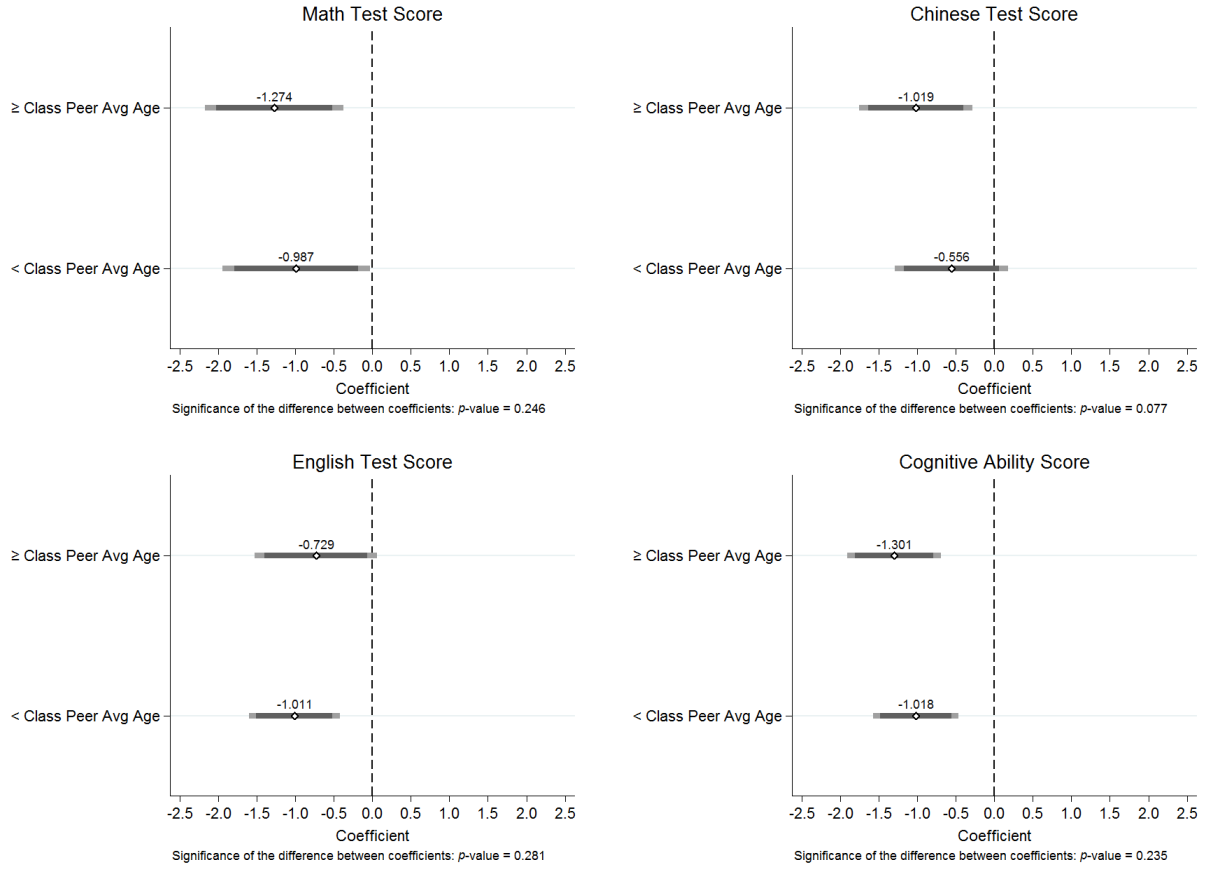 Math Test Score
≥ Class Peer Avg Age
-1.274
< Class Peer Avg Age
-0.987
-2.5 -2.0 -1.5 -1.0 -0.5 0.0 0.5 1.0 1.5 2.0 2.5
Coefficient
Significance of the difference between coefficients: p-value = 0.246
Chinese Test Score
≥ Class Peer Avg Age
-1.019
< Class Peer Avg Age
-0.556
-2.5 -2.0 -1.5 -1.0 -0.5 0.0 0.5 1.0 1.5 2.0 2.5
Coefficient
Significance of the difference between coefficients: p-value = 0.077
English Test Score
≥ Class Peer Avg Age
-0.729
< Class Peer Avg Age
-1.011
-2.5 -2.0 -1.5 -1.0 -0.5 0.0 0.5 1.0 1.5 2.0 2.5
Coefficient
Significance of the difference between coefficients: p-value = 0.281
Cognitive Ability Score
≥ Class Peer Avg Age
-1.301
< Class Peer Avg Age
-1.018
-2.5 -2.0 -1.5 -1.0 -0.5 0.0 0.5 1.0 1.5 2.0 2.5
Coefficient
Significance of the difference between coefficients: p-value = 0.235